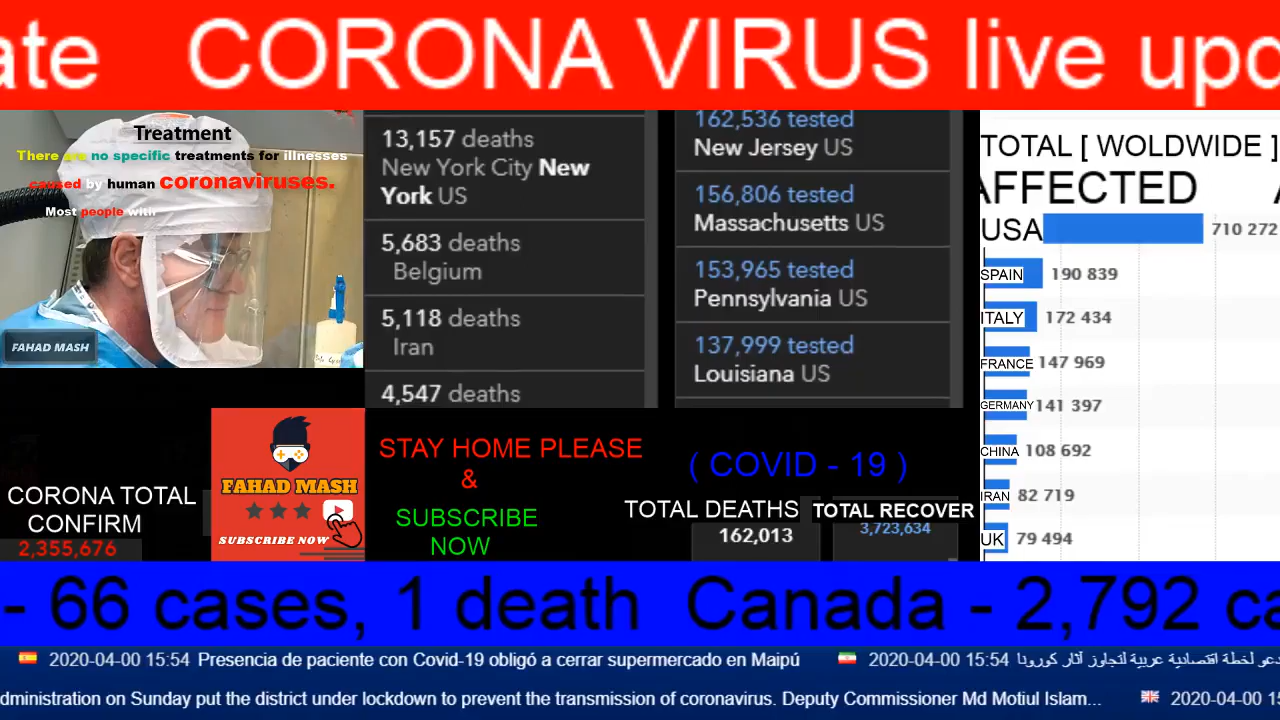 ate CORONA VIRUS live upd
Treatment
There are no specific treatments for illnesses
caused by human coronaviruses.
Most people with
FAHAD MASH
13,157 deaths
New York City New
York US
5,683 deaths
Belgium
5,118 deaths
Iran
4,547 deaths
162,536 tested
New Jersey US
156,806 tested
Massachusetts US
153,965 tested
Pennsylvania US
137,999 tested
Louisiana US
TOTAL [ WOLDWIDE ]
AFFECTED
USA 710 272
SPAIN 190 839
ITALY 172 434
FRANCE 147 969
GERMANY 141 397
CHINA 108 692
IRAN 82 719
UK 79 494
CORONA TOTAL
CONFIRM
2,355,676
FAHAD MASH
SUBSCRIBE NOW
STAY HOME PLEASE
&
SUBSCRIBE
NOW
( COVID - 19 )
TOTAL DEATHS
162,013
TOTAL RECOVER
3,723,634
- 66 cases, 1 death Canada - 2,792 ca
2020-04-00 15:54 Presencia de paciente con Covid-19 obligó a cerrar supermercado en Maipú 2020-04-00 15:54 دعو لخطة اقتصادية عربية لتجاوز آثار كورونا
dministration on Sunday put the district under lockdown to prevent the transmission of coronavirus. Deputy Commissioner Md Motiul Islam... 2020-04-00 15